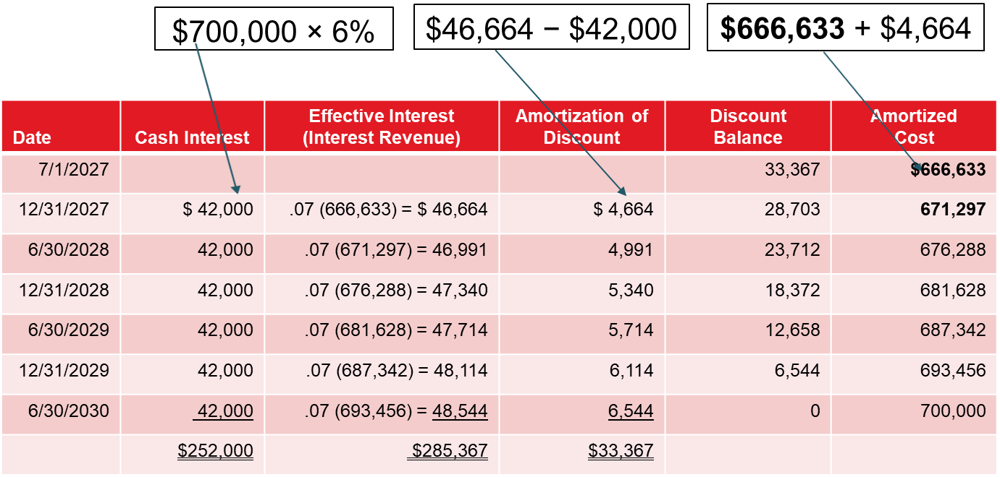 $700,000 × 6%
$46,664 − $42,000
$666,633 + $4,664
Date
Cash Interest
Effective Interest
(Interest Revenue)
Amortization of
Discount
Discount
Balance
Amortized
Cost
7/1/2027 33,367 $666,633
12/31/2027 $ 42,000 .07 (666,633) = $ 46,664 $ 4,664 28,703 671,297
6/30/2028 42,000 .07 (671,297) = 46,991 4,991 23,712 676,288
12/31/2028 42,000 .07 (676,288) = 47,340 5,340 18,372 681,628
6/30/2029 42,000 .07 (681,628) = 47,714 5,714 12,658 687,342
12/31/2029 42,000 .07 (687,342) = 48,114 6,114 6,544 693,456
6/30/2030 42,000 .07 (693,456) = 48,544 6,544 0 700,000
$252,000 $285,367 $33,367